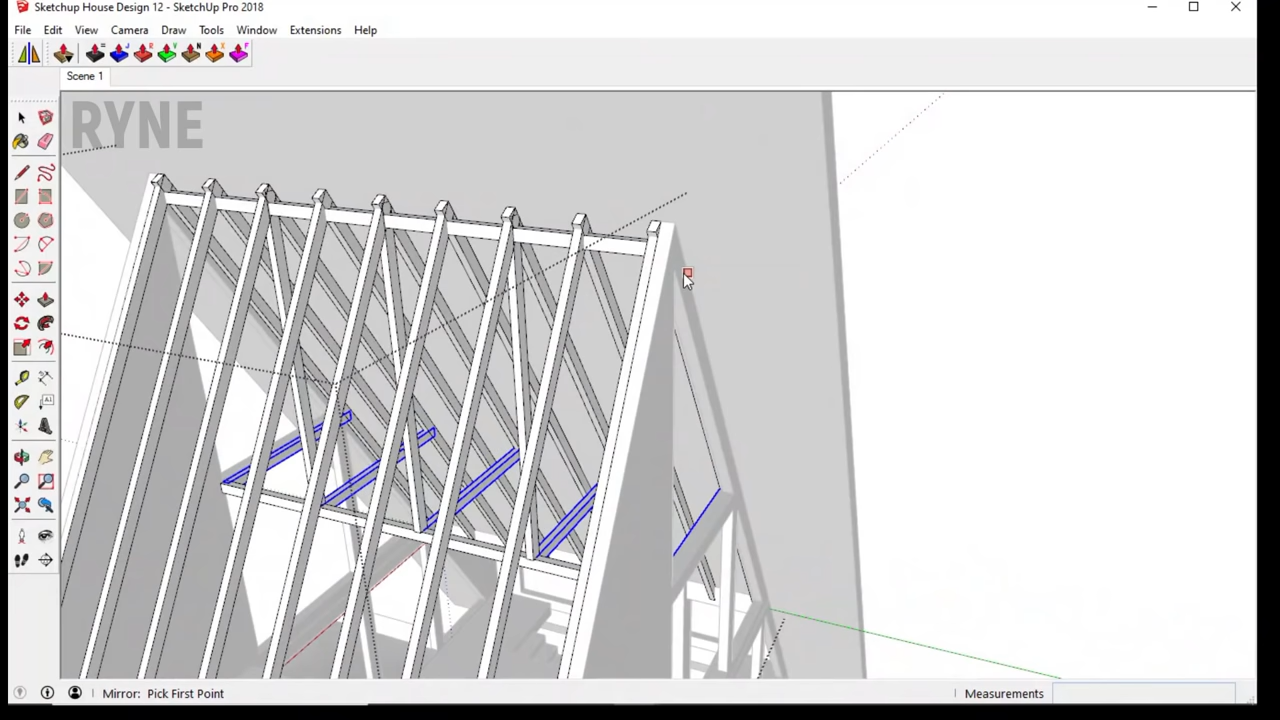 Sketchup House Design 12 - SketchUp Pro 2018
File Edit View Camera Draw Tools Window Extensions Help
= J R V N X F
Scene 1
RYNE
A1
Mirror: Pick First Point Measurements